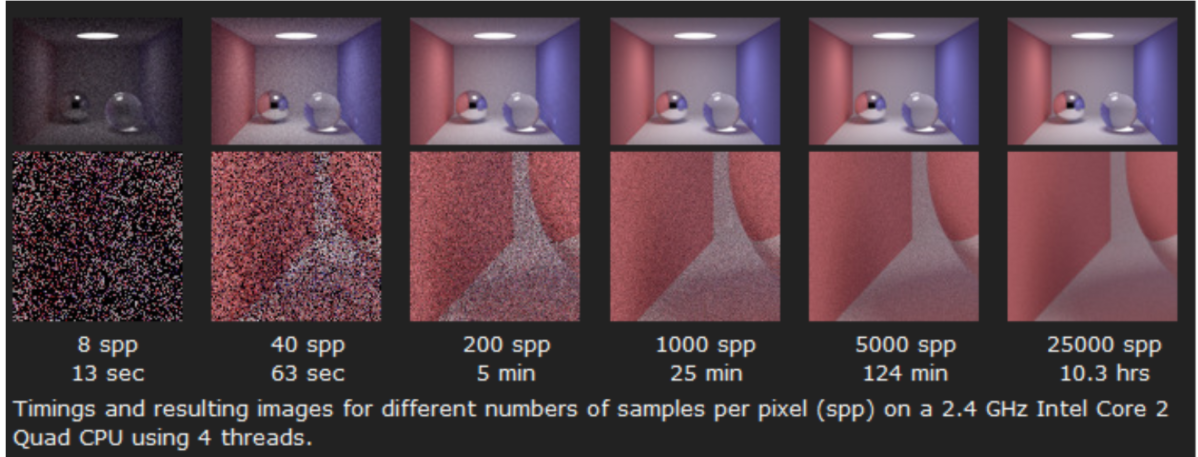 8 spp 40 spp 200 spp 1000 spp 5000 spp 25000 spp
13 sec 63 sec 5 min 25 min 124 min 10.3 hrs
Timings and resulting images for different numbers of samples per pixel (spp) on a 2.4 GHz Intel Core 2
Quad CPU using 4 threads.